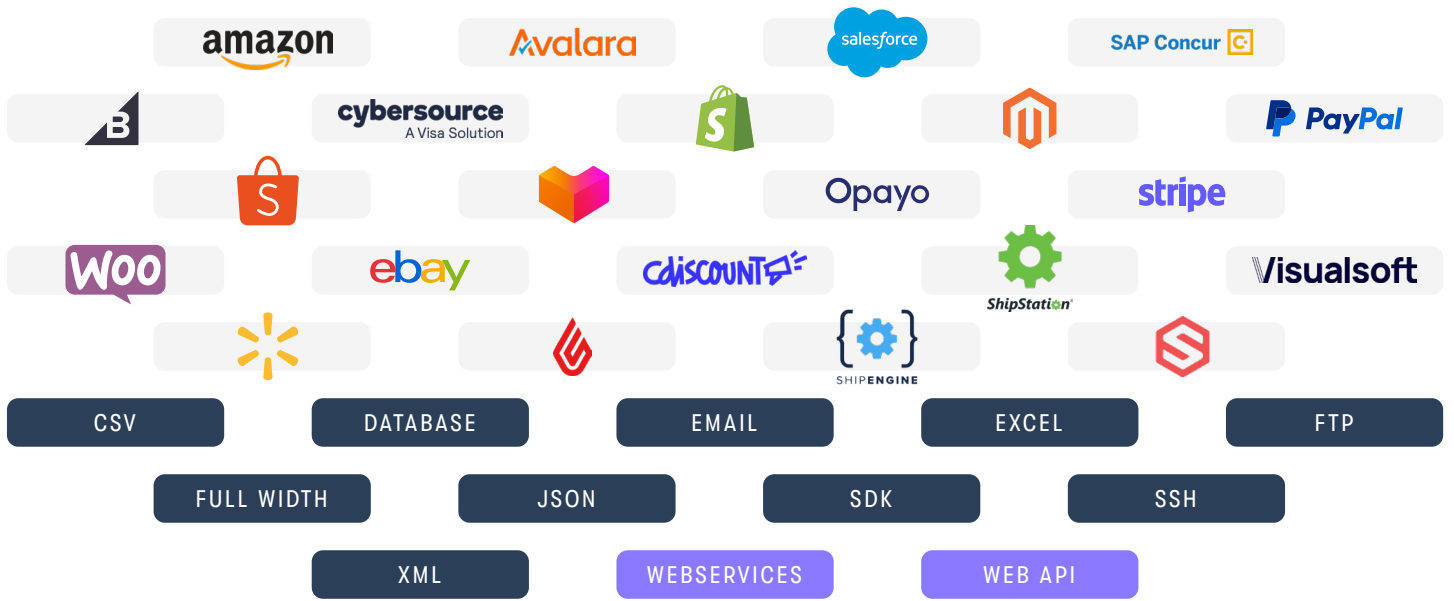 amazon
Avalara
salesforce
SAP Concur C
B
cybersource
A Visa Solution
S
PayPal
S
Opayo
stripe
WOO
ebay
cdiscount
ShipStation®
Visualsoft
{ }
SHIPENGINE
S
CSV
DATABASE
EMAIL
EXCEL
FTP
FULL WIDTH
JSON
SDK
SSH
XML
WEBSERVICES
WEB API